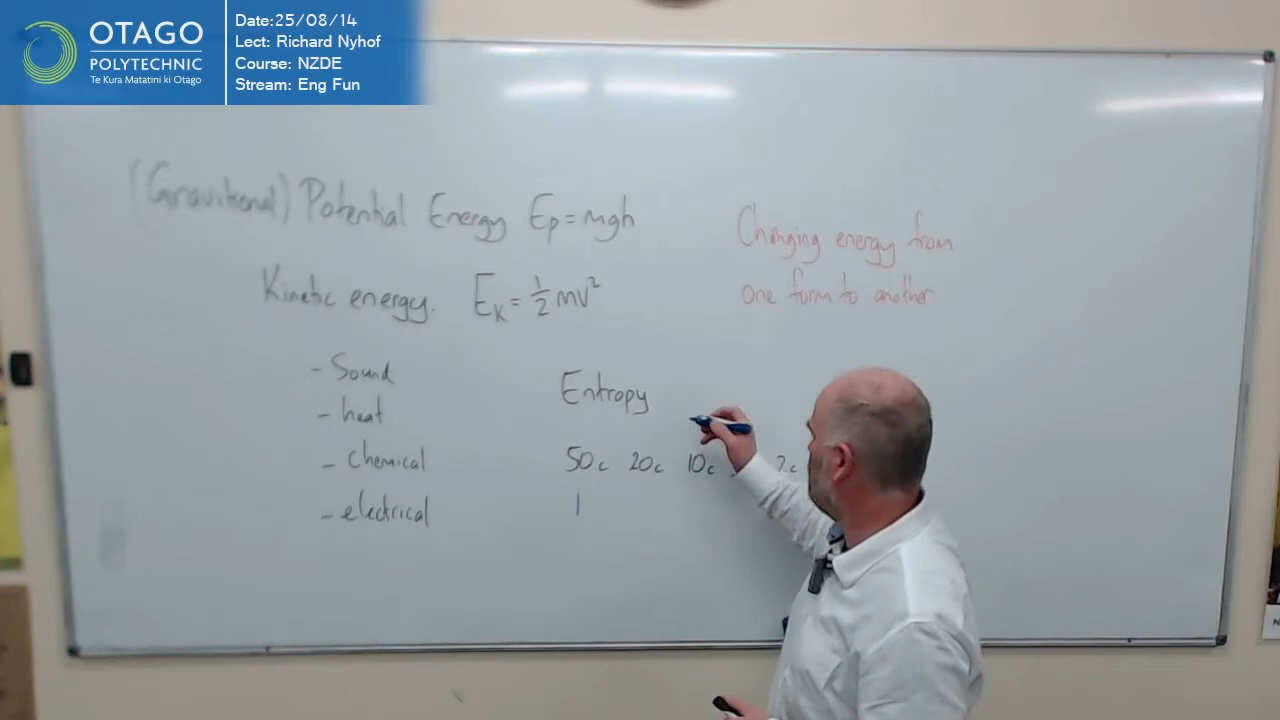 OTAGO
POLYTECHNIC
Te Kura Matatini ki Otago
Date:25/08/14
Lect: Richard Nyhof
Course: NZDE
Stream: Eng Fun
(Gravitional) Potential Energy Ep = mgh
Kinetic energy. EK = 1/2 mv²
- Sound
- heat
- Chemical
- electrical
Changing energy from
one form to another
Entropy
50c 20c 10c 2c
1